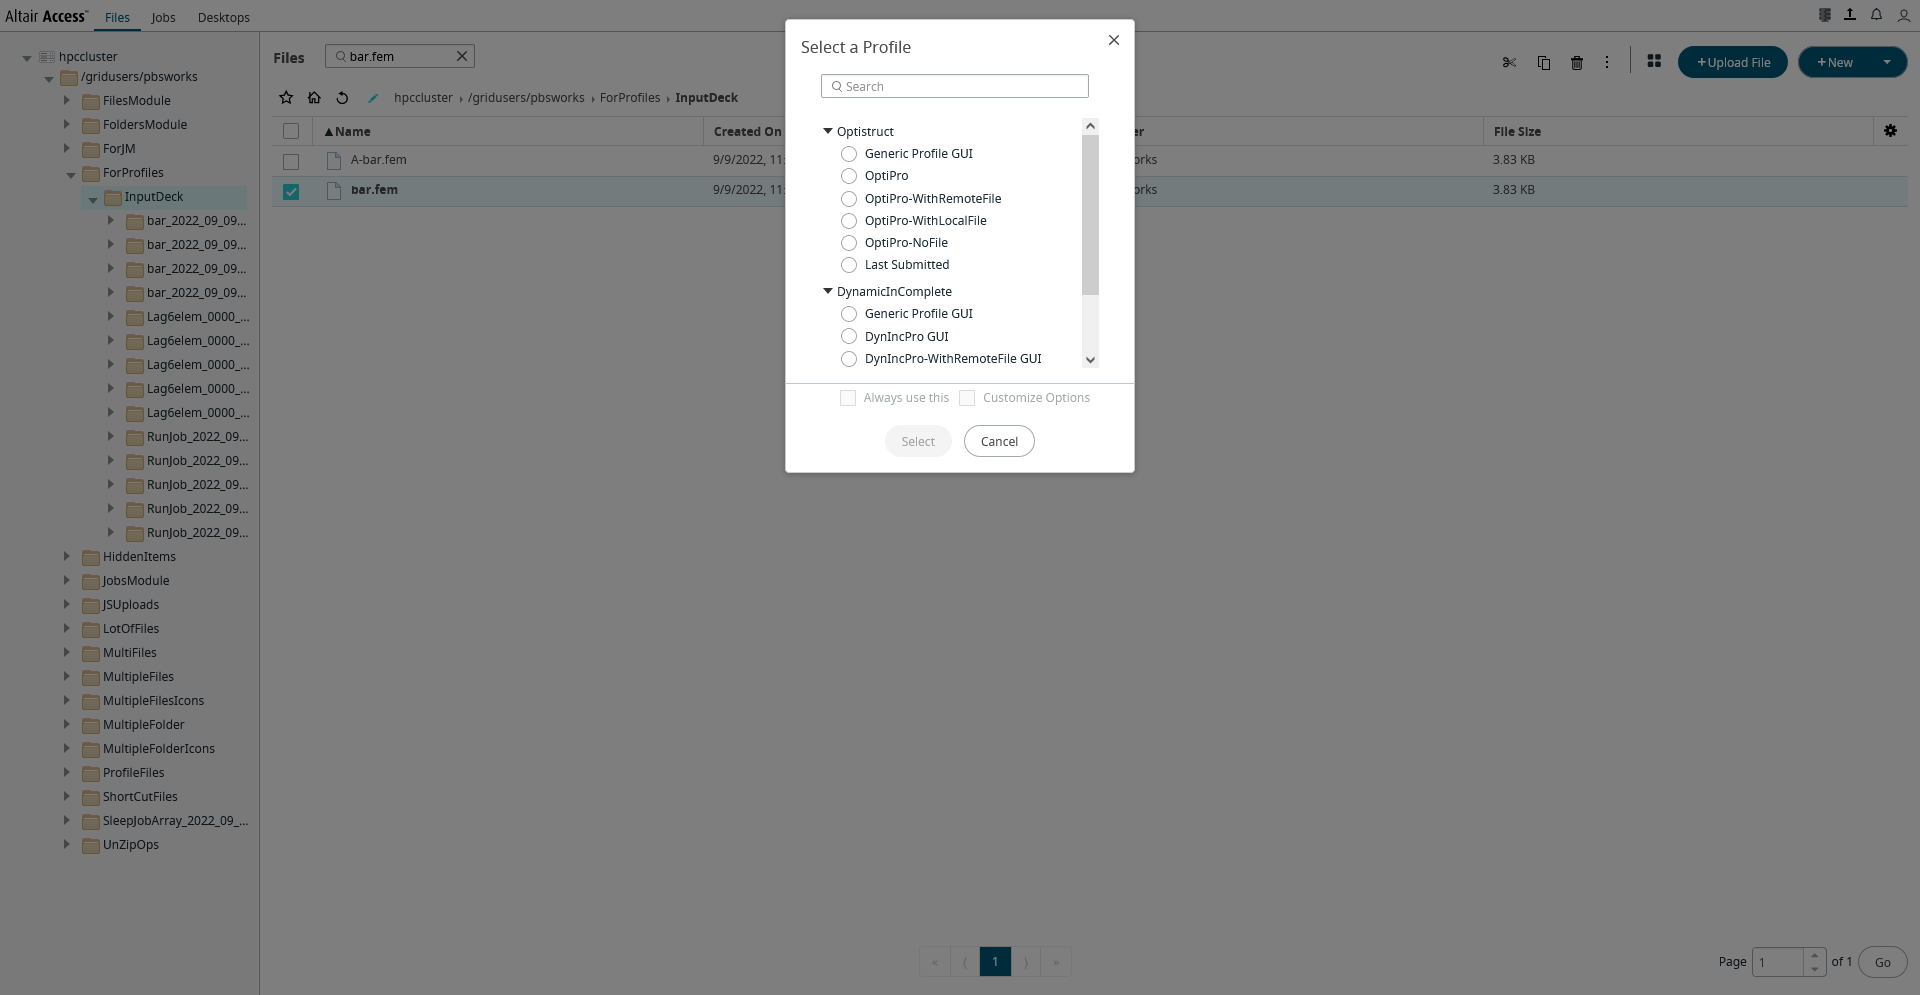 Altair Access™ Files Jobs Desktops
hpccluster
/gridusers/pbsworks
FilesModule
FoldersModule
ForJM
ForProfiles
InputDeck
bar_2022_09_09...
bar_2022_09_09...
bar_2022_09_09...
bar_2022_09_09...
Lag6elem_0000_...
Lag6elem_0000_...
Lag6elem_0000_...
Lag6elem_0000_...
Lag6elem_0000_...
RunJob_2022_09...
RunJob_2022_09...
RunJob_2022_09...
RunJob_2022_09...
RunJob_2022_09...
HiddenItems
JobsModule
JSUploads
LotOfFiles
MultiFiles
MultipleFiles
MultipleFilesIcons
MultipleFolder
MultipleFolderIcons
ProfileFiles
ShortCutFiles
SleepJobArray_2022_09_...
UnZipOps
Files bar.fem
+Upload File +New
hpccluster › /gridusers/pbsworks › ForProfiles › InputDeck
▲Name Created On er File Size
A-bar.fem 9/9/2022, 11: orks 3.83 KB
bar.fem 9/9/2022, 11: orks 3.83 KB
Select a Profile
Search
Optistruct
Generic Profile GUI
OptiPro
OptiPro-WithRemoteFile
OptiPro-WithLocalFile
OptiPro-NoFile
Last Submitted
DynamicInComplete
Generic Profile GUI
DynIncPro GUI
DynIncPro-WithRemoteFile GUI
Always use this Customize Options
Select Cancel
« ⟨ 1 ⟩ » Page 1 of 1 Go